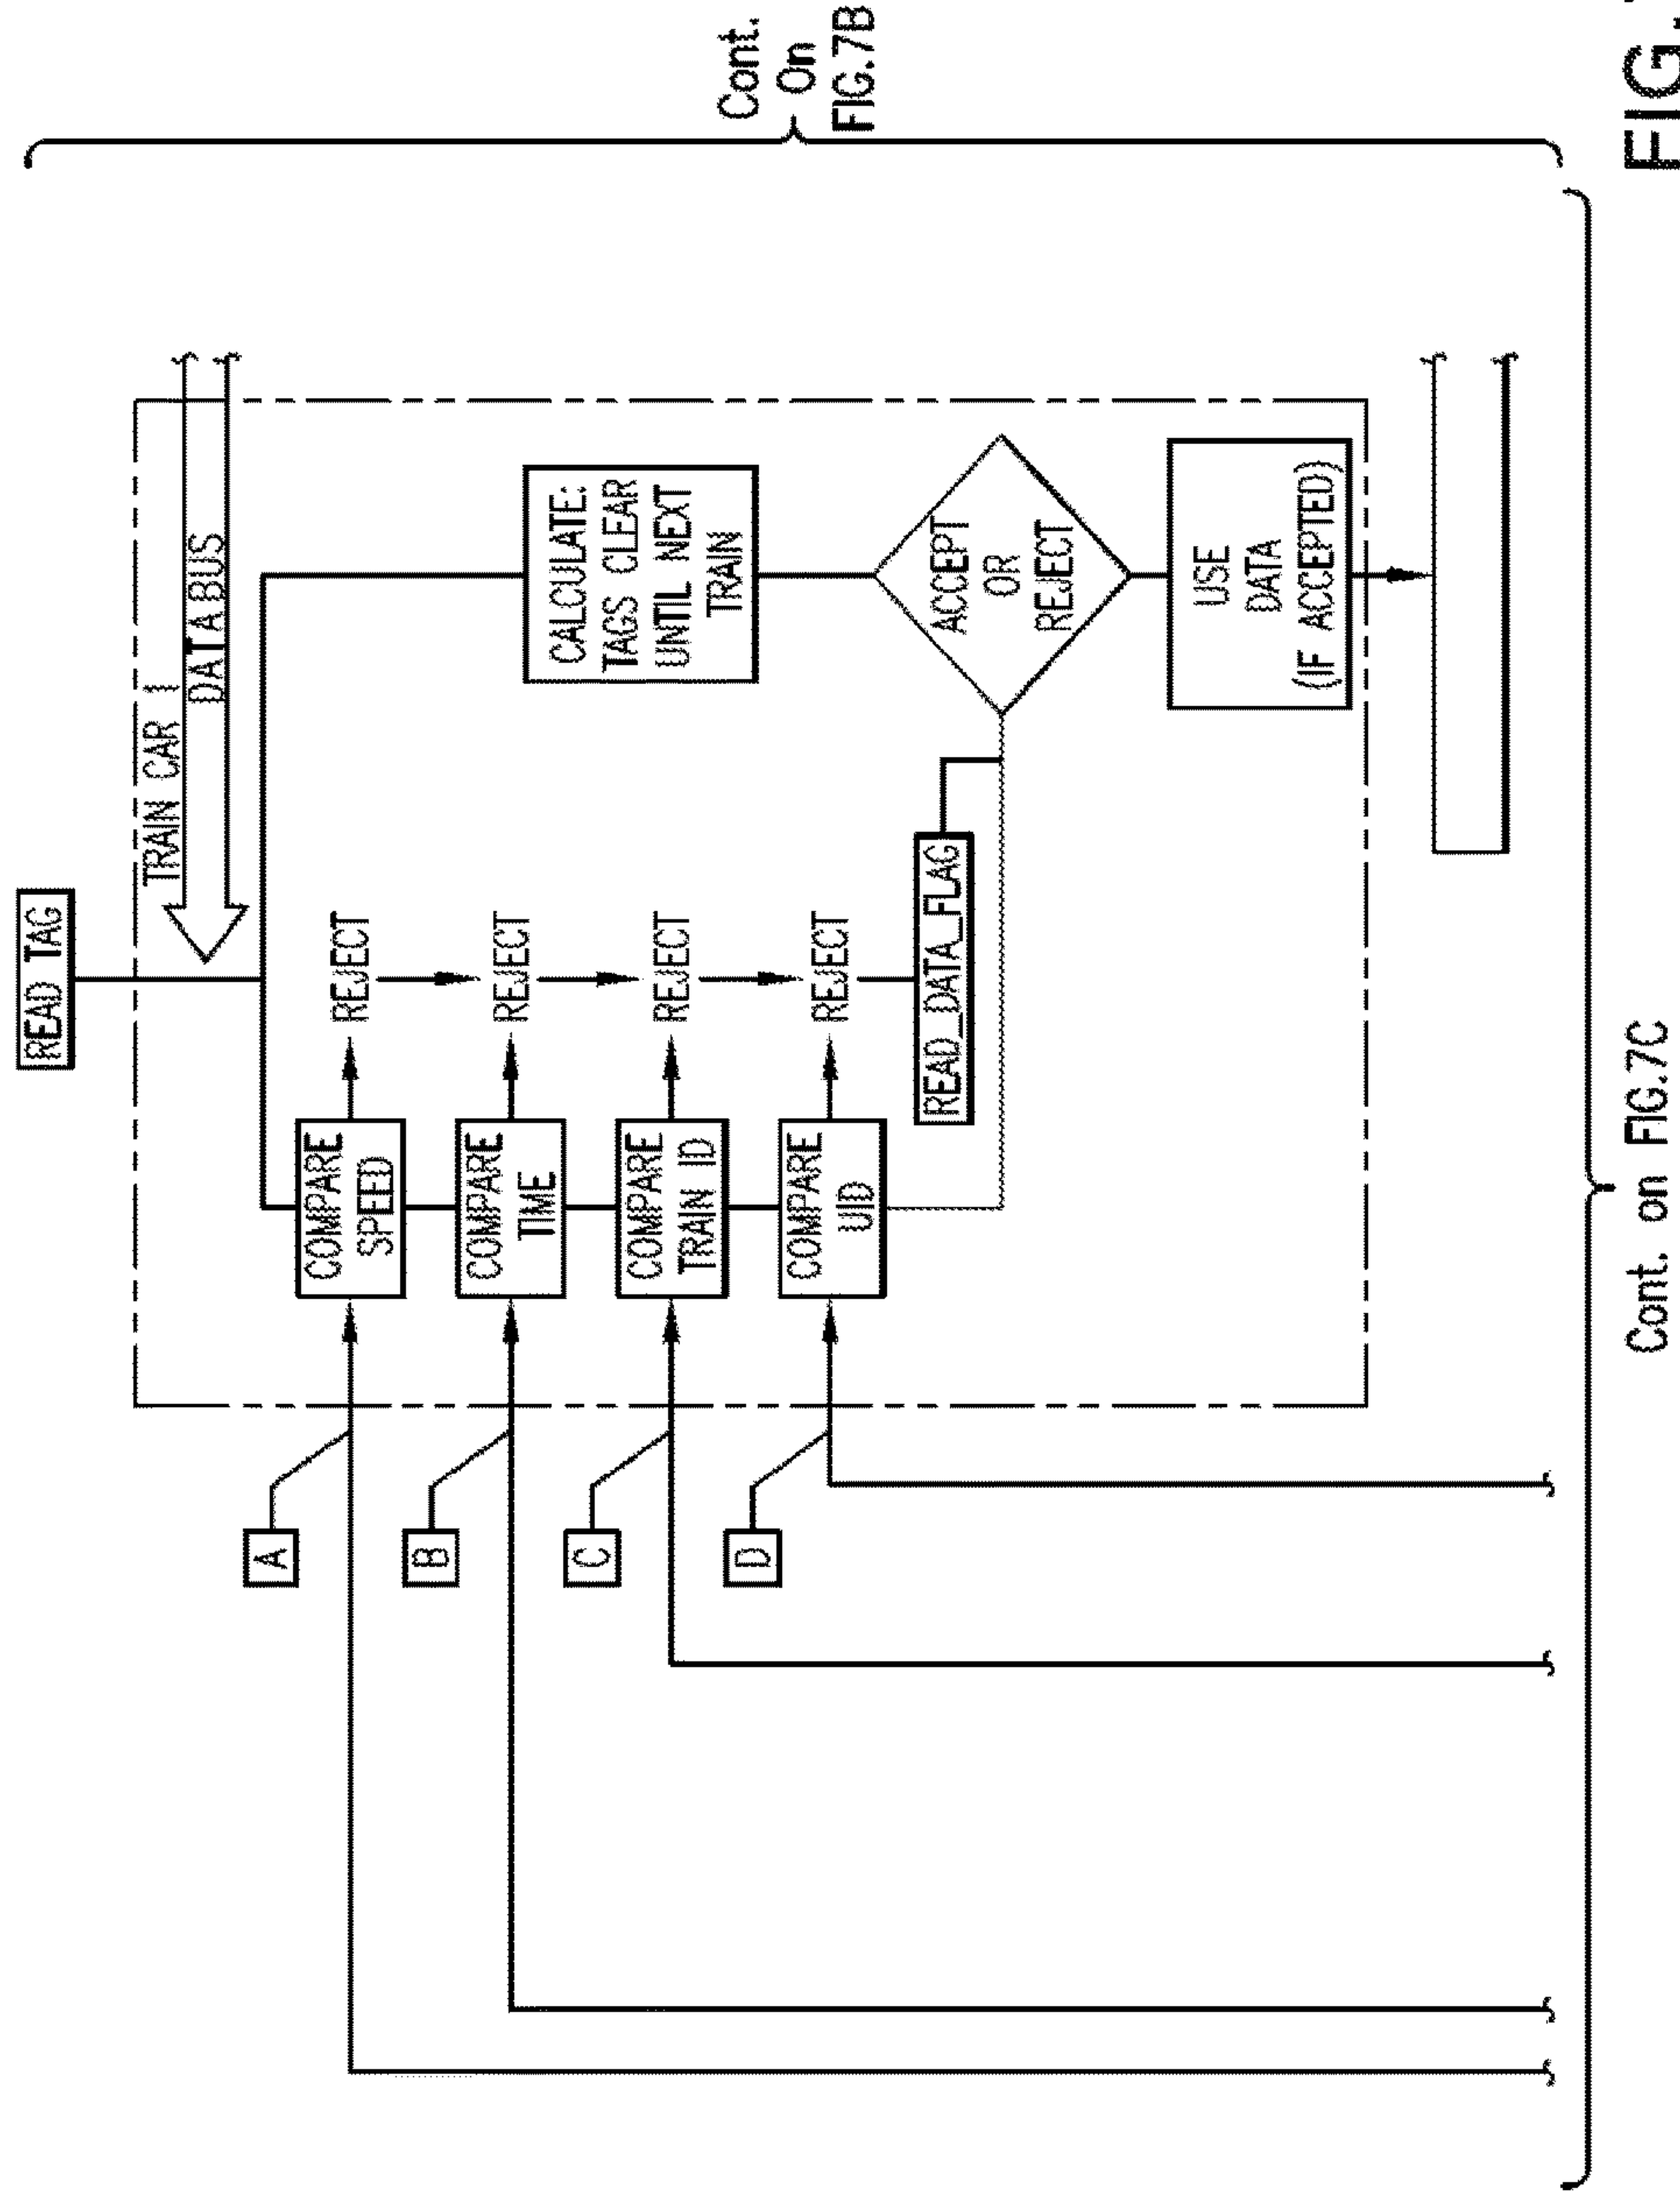 READ TAG
TRAIN CAR 1
DATABUS
COMPARE
SPEED
REJECT
A
COMPARE
TIME
REJECT
B
COMPARE
TRAIN ID
REJECT
C
COMPARE
UID
REJECT
D
READ_DATA_FLAG
CALCULATE:
TAGS CLEAR
UNTIL NEXT
TRAIN
ACCEPT
OR
REJECT
USE
DATA
(IF ACCEPTED)
Cont.
On
FIG.7B
Cont. on FIG.7C
FIG.